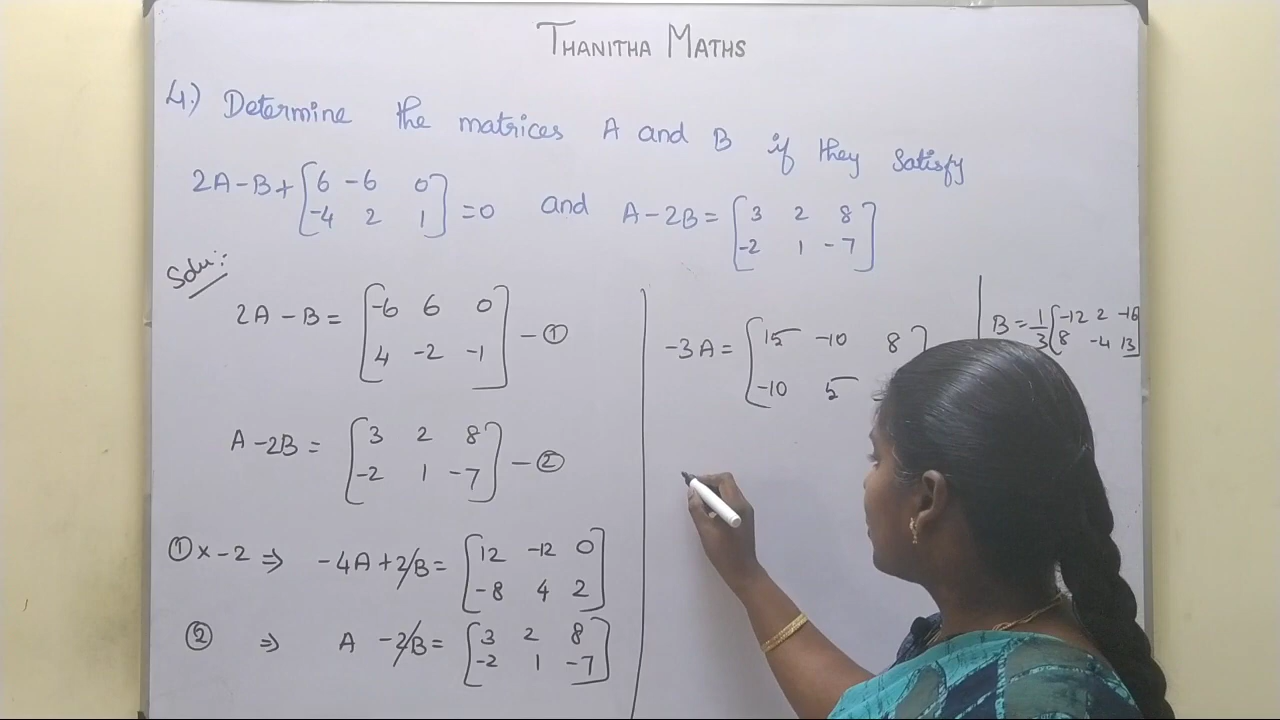 THANITHA MATHS
4.) Determine the matrices A and B if they satisfy
2A-B+[6 -6 0
-4 2 1]=0 and A-2B=[3 2 8
-2 1 -7]
Solu:
2A-B=[-6 6 0
4 -2 -1] - ①
A-2B=[3 2 8
-2 1 -7] - ②
① x -2 ⇒ -4A+2B=[12 -12 0
-8 4 2]
② ⇒ A -2B=[3 2 8
-2 1 -7]
-3A=[15 -10 8]
-10 5
B=1/3[-12 2 -16
8 -4 13]